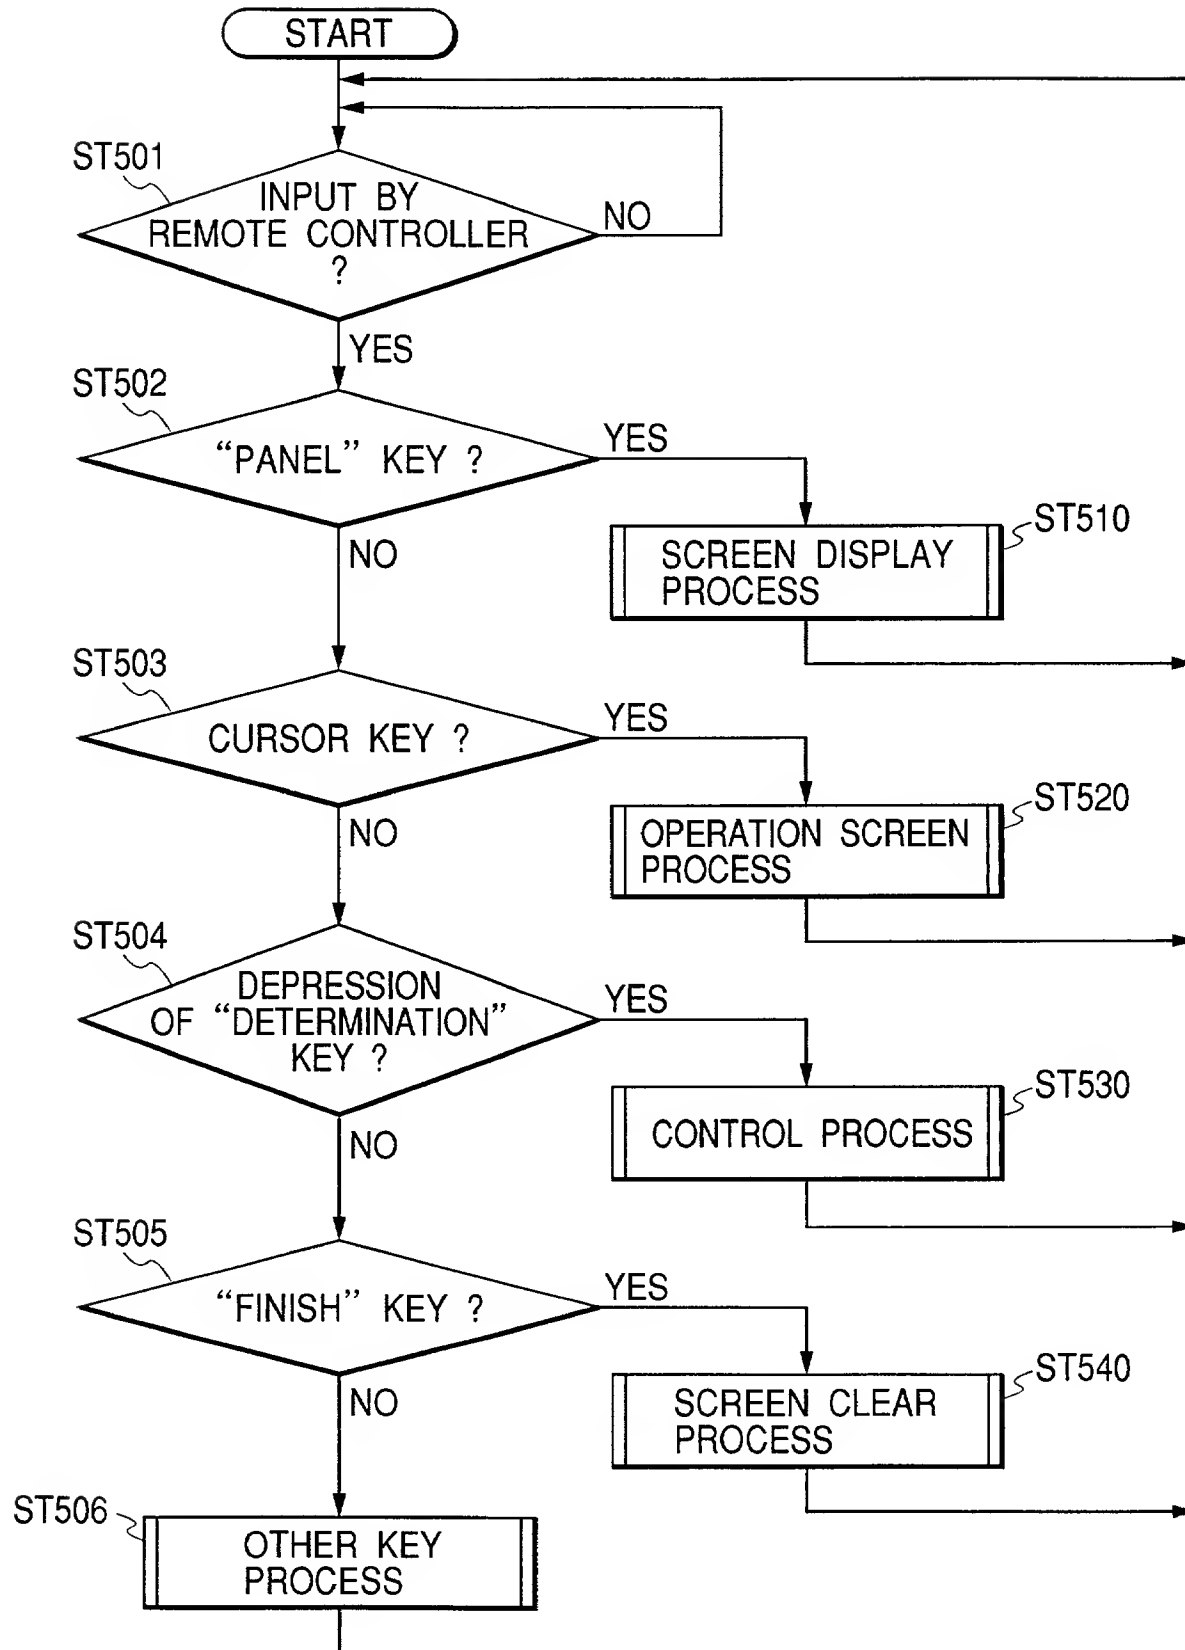 START
ST501
INPUT BY
REMOTE CONTROLLER
?
NO
YES
ST502
“PANEL” KEY ?
YES
NO
ST510
SCREEN DISPLAY
PROCESS
ST503
CURSOR KEY ?
YES
NO
ST520
OPERATION SCREEN
PROCESS
ST504
DEPRESSION
OF “DETERMINATION”
KEY ?
YES
NO
ST530
CONTROL PROCESS
ST505
“FINISH” KEY ?
YES
NO
ST540
SCREEN CLEAR
PROCESS
ST506
OTHER KEY
PROCESS